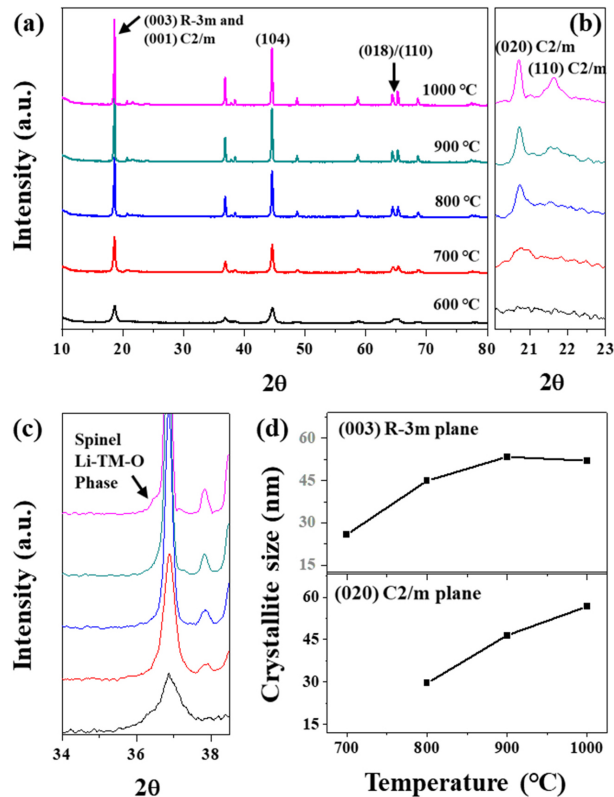 (a)
(003) R-3m and
(001) C2/m
(104)
(018)/(110)
1000 °C
900 °C
800 °C
700 °C
600 °C
Intensity (a.u.)
10 20 30 40 50 60 70 80
2θ
(b)
(020) C2/m
(110) C2/m
21 22 23
2θ
(c)
Spinel
Li-TM-O
Phase
Intensity (a.u.)
34 36 38
2θ
(d)
(003) R-3m plane
60
45
30
15
(020) C2/m plane
60
45
30
15
Crystallite size (nm)
700 800 900 1000
Temperature (°C)